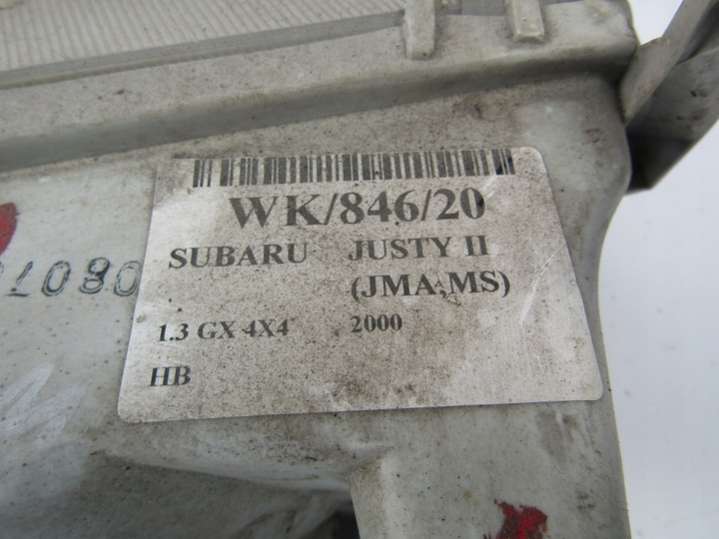 WK/846/20
SUBARU JUSTY II
(JMA,MS)
1.3 GX 4X4 2000
HB